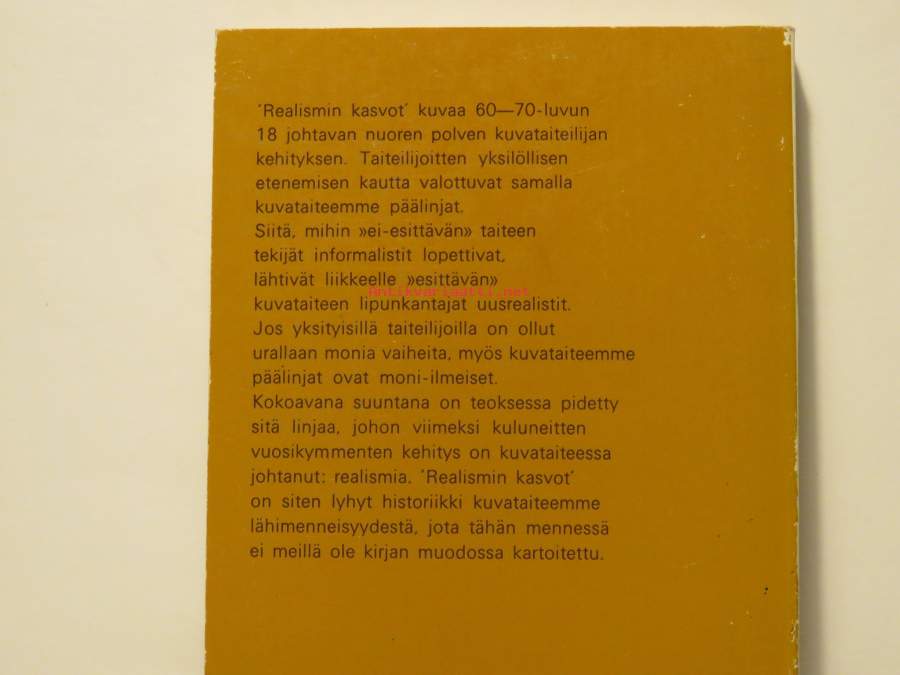 'Realismin kasvot' kuvaa 60—70-luvun
18 johtavan nuoren polven kuvataiteilijan
kehityksen. Taiteilijoitten yksilöllisen
etenemisen kautta valottuvat samalla
kuvataiteemme päälinjat.
Siitä, mihin »ei-esittävän» taiteen
tekijät informalistit lopettivat,
lähtivät liikkeelle »esittävän»
Antikvariaatti.net
kuvataiteen lipunkantajat uusrealistit.
Jos yksityisillä taiteilijoilla on ollut
urallaan monia vaiheita, myös kuvataiteemme
päälinjat ovat moni-ilmeiset.
Kokoavana suuntana on teoksessa pidetty
sitä linjaa, johon viimeksi kuluneitten
vuosikymmenten kehitys on kuvataiteessa
johtanut: realismia. 'Realismin kasvot'
on siten lyhyt historiikki kuvataiteemme
lähimenneisyydestä, jota tähän mennessä
ei meillä ole kirjan muodossa kartoitettu.